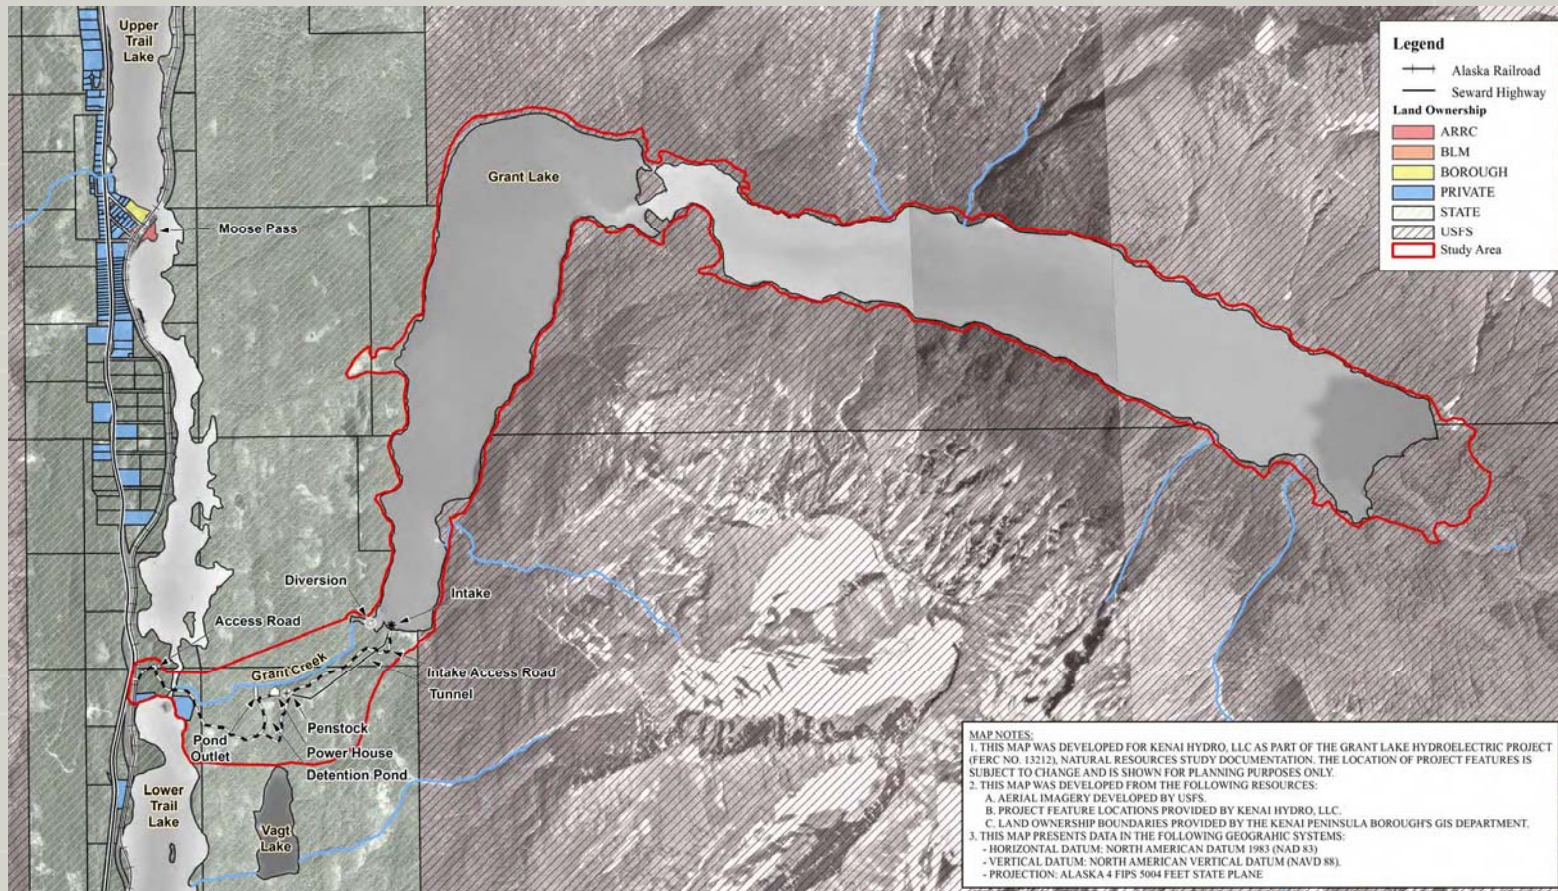 Upper
Trail
Lake
Grant Lake
Moose Pass
Diversion
Intake
Access Road
Grant Creek
Intake Access Road
Tunnel
Penstock
Pond
Outlet
Power House
Detention Pond
Lower
Trail
Lake
Vagt
Lake
Legend
Alaska Railroad
Seward Highway
Land Ownership
ARRC
BLM
BOROUGH
PRIVATE
STATE
USFS
Study Area
MAP NOTES:
1. THIS MAP WAS DEVELOPED FOR KENAI HYDRO, LLC AS PART OF THE GRANT LAKE HYDROELECTRIC PROJECT
(FERC NO. 13212), NATURAL RESOURCES STUDY DOCUMENTATION. THE LOCATION OF PROJECT FEATURES IS
SUBJECT TO CHANGE AND IS SHOWN FOR PLANNING PURPOSES ONLY.
2. THIS MAP WAS DEVELOPED FROM THE FOLLOWING RESOURCES:
A. AERIAL IMAGERY DEVELOPED BY USFS.
B. PROJECT FEATURE LOCATIONS PROVIDED BY KENAI HYDRO, LLC.
C. LAND OWNERSHIP BOUNDARIES PROVIDED BY THE KENAI PENINSULA BOROUGH'S GIS DEPARTMENT.
3. THIS MAP PRESENTS DATA IN THE FOLLOWING GEOGRAHIC SYSTEMS:
- HORIZONTAL DATUM: NORTH AMERICAN DATUM 1983 (NAD 83)
- VERTICAL DATUM: NORTH AMERICAN VERTICAL DATUM (NAVD 88).
- PROJECTION: ALASKA 4 FIPS 5004 FEET STATE PLANE